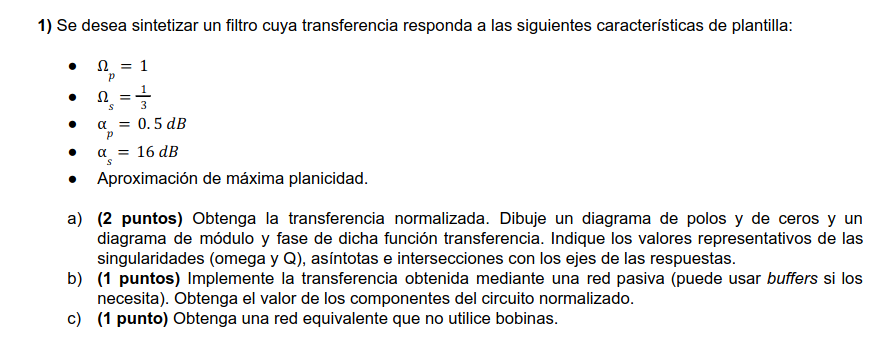 1) Se desea sintetizar un filtro cuya transferencia responda a las siguientes características de plantilla:
● Ω_p = 1
● Ω_s = 1/3
● α_p = 0.5 dB
● α_s = 16 dB
● Aproximación de máxima planicidad.
a) (2 puntos) Obtenga la transferencia normalizada. Dibuje un diagrama de polos y de ceros y un
diagrama de módulo y fase de dicha función transferencia. Indique los valores representativos de las
singularidades (omega y Q), asíntotas e intersecciones con los ejes de las respuestas.
b) (1 puntos) Implemente la transferencia obtenida mediante una red pasiva (puede usar buffers si los
necesita). Obtenga el valor de los componentes del circuito normalizado.
c) (1 punto) Obtenga una red equivalente que no utilice bobinas.